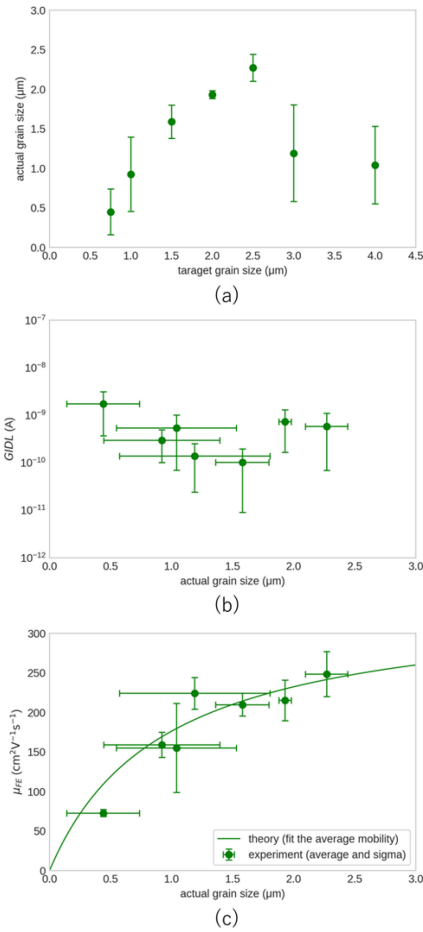 3.0
2.5
2.0
1.5
1.0
0.5
0.0
actual grain size (μm)
0.0 0.5 1.0 1.5 2.0 2.5 3.0 3.5 4.0 4.5
taraget grain size (μm)
(a)
10⁻⁷
10⁻⁸
10⁻⁹
10⁻¹⁰
10⁻¹¹
10⁻¹²
GIDL (A)
0.0 0.5 1.0 1.5 2.0 2.5 3.0
actual grain size (μm)
(b)
300
250
200
150
100
50
0
μFE (cm²V⁻¹s⁻¹)
theory (fit the average mobility)
experiment (average and sigma)
0.0 0.5 1.0 1.5 2.0 2.5 3.0
actual grain size (μm)
(c)